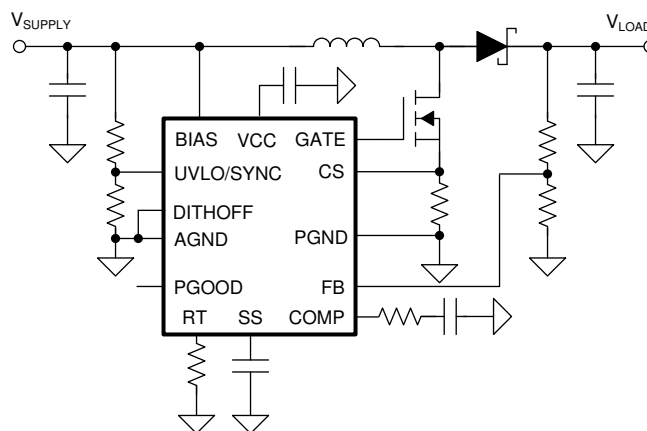 VSUPPLY
VLOAD
BIAS VCC GATE
UVLO/SYNC CS
DITHOFF
AGND PGND
PGOOD FB
RT SS COMP